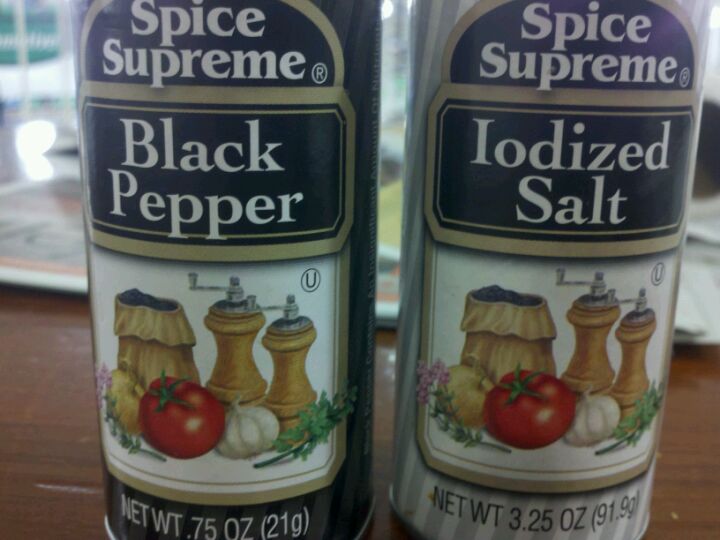 Spice
Supreme®
Black
Pepper
U
NET WT .75 OZ (21g)
Spice
Supreme®
Iodized
Salt
U
NET WT 3.25 OZ (91.9g)